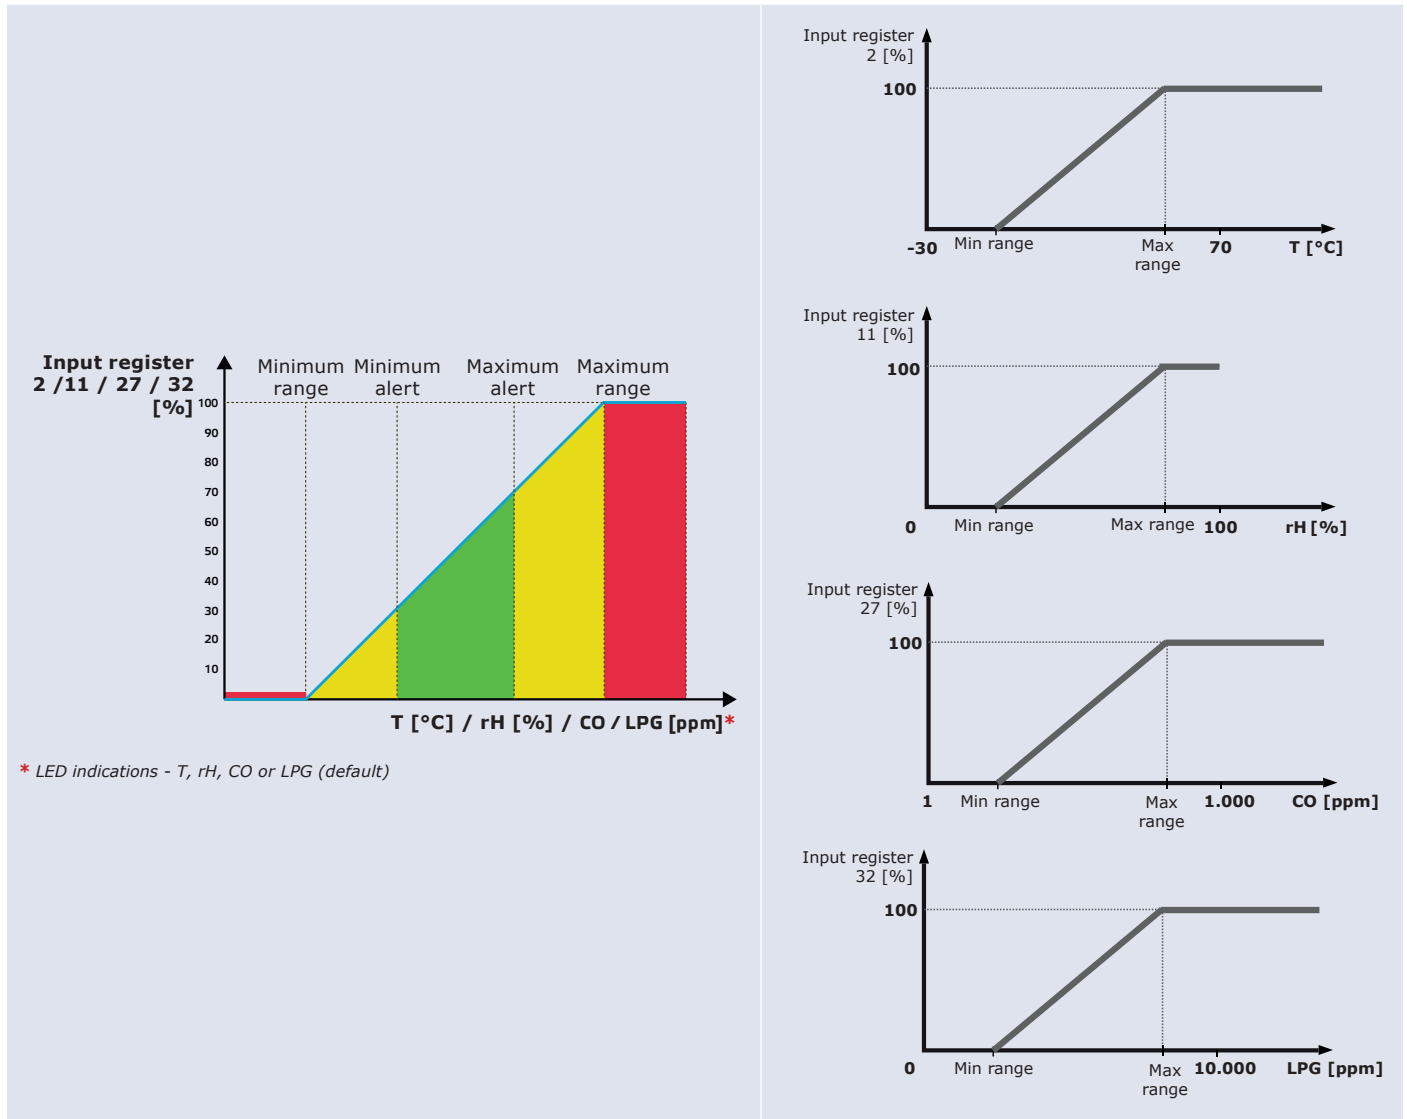 Input register
2 /11 / 27 / 32
[%]
Minimum
range
Minimum
alert
Maximum
alert
Maximum
range
100
90
80
70
60
50
40
30
20
10
T [°C] / rH [%] / CO / LPG [ppm]*
* LED indications - T, rH, CO or LPG (default)
Input register
2 [%]
100
-30
Min range
Max
range
70
T [°C]
Input register
11 [%]
100
0
Min range
Max range
100
rH [%]
Input register
27 [%]
100
1
Min range
Max
range
1.000
CO [ppm]
Input register
32 [%]
100
0
Min range
Max
range
10.000
LPG [ppm]